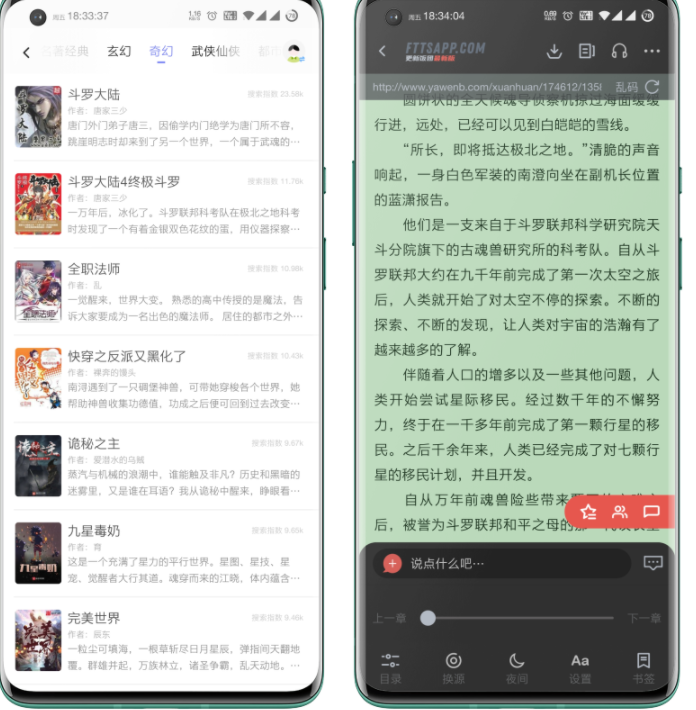 周五 18:33:37
78
名著经典 玄幻 奇幻 武侠仙侠 都市
斗罗大陆
搜索指数 23.58k
作者：唐家三少
唐门外门弟子唐三，因偷学内门绝学为唐门所不容，
跳崖明志时却来到了另一个世界，一个属于武魂的…
斗罗大陆4终极斗罗
搜索指数 11.76k
作者：唐家三少
一万年后，冰化了。斗罗联邦科考队在极北之地科考
时发现了一个有着金银双色花纹的蛋，用仪器探察…
全职法师
搜索指数 10.98k
作者：乱
一觉醒来，世界大变。 熟悉的高中传授的是魔法，告
诉大家要成为一名出色的魔法师。 居住的都市之外…
快穿之反派又黑化了
搜索指数 10.43k
作者：裸奔的馒头
南浔遇到了一只碉堡神兽，可带她穿梭各个世界，她
帮助神兽收集功德值，功成之后便可回到过去改变…
诡秘之主
搜索指数 9.67k
作者：爱潜水的乌贼
蒸汽与机械的浪潮中，谁能触及非凡？历史和黑暗的
迷雾里，又是谁在耳语？我从诡秘中醒来，睁眼看…
九星毒奶
搜索指数 9.65k
作者：育
这是一个充满了星力的平行世界。星图、星技、星
宠、觉醒者大行其道。魂穿而来的江晓，体内蕴含…
完美世界
搜索指数 9.46k
作者：辰东
一粒尘可填海，一根草斩尽日月星辰，弹指间天翻地
覆。群雄并起，万族林立，诸圣争霸，乱天动地。…
周五 18:34:04
78
FTTSAPP.COM
更新饭团最前线
http://www.yawenb.com/xuanhuan/174612/135l 乱码
圆饼状的全天候魂导侦察机掠过海面缓缓
行进，远处，已经可以见到白皑皑的雪线。
“所长，即将抵达极北之地。”清脆的声音
响起，一身白色军装的南澄向坐在副机长位置
的蓝潇报告。
他们是一支来自于斗罗联邦科学研究院天
斗分院旗下的古魂兽研究所的科考队。自从斗
罗联邦大约在九千年前完成了第一次太空之旅
后，人类就开始了对太空不停的探索。不断的
探索、不断的发现，让人类对宇宙的浩瀚有了
越来越多的了解。
伴随着人口的增多以及一些其他问题，人
类开始尝试星际移民。经过数千年的不懈努
力，终于在一千多年前完成了第一颗行星的移
民。之后千余年来，人类已经完成了对七颗行
星的移民计划，并且开发。
自从万年前魂兽险些带来
后，被誉为斗罗联邦和平之母的那一代
说点什么吧…
上一章 下一章
Aa
目录 换源 夜间 设置 书签